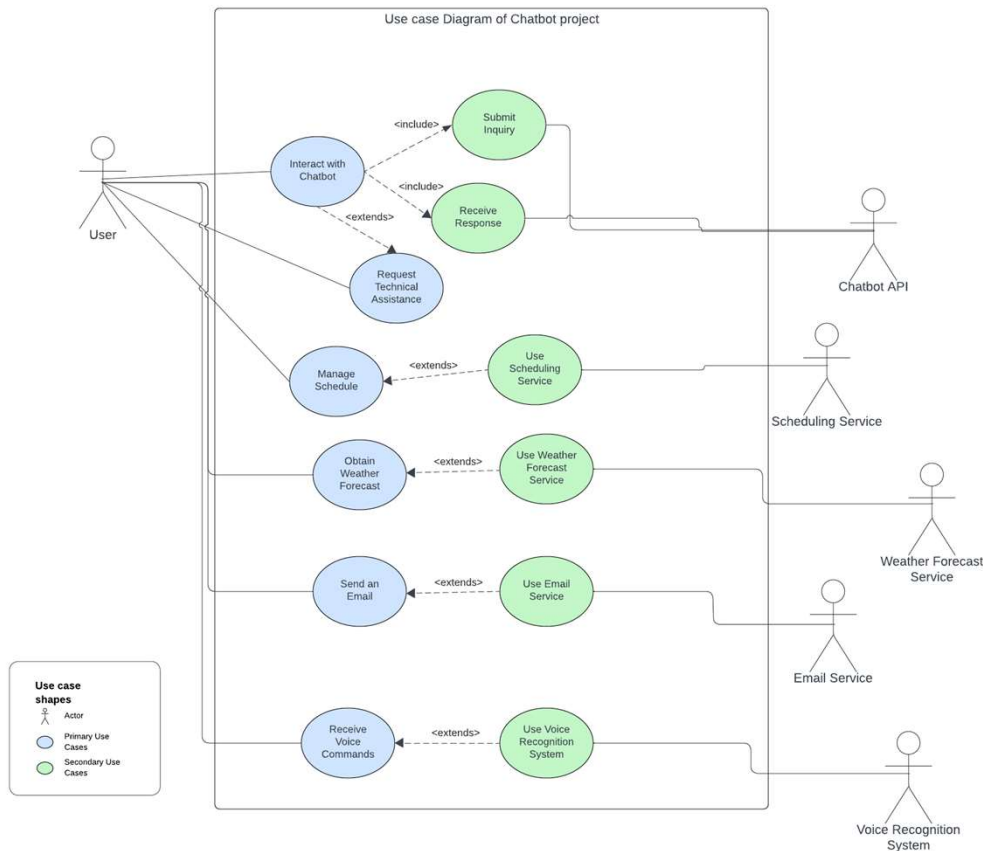 Use case Diagram of Chatbot project
Submit
Inquiry
<include>
Interact with
Chatbot
<include>
Receive
Response
<extends>
User
Request
Technical
Assistance
Chatbot API
Use
Scheduling
Service
<extends>
Manage
Schedule
Scheduling Service
Obtain
Weather
Forecast
<extends>
Use Weather
Forecast
Service
Weather Forecast
Service
Send an
Email
<extends>
Use Email
Service
Email Service
Use case
shapes
Actor
Primary Use
Cases
Secondary Use
Cases
Receive
Voice
Commands
<extends>
Use Voice
Recognition
System
Voice Recognition
System